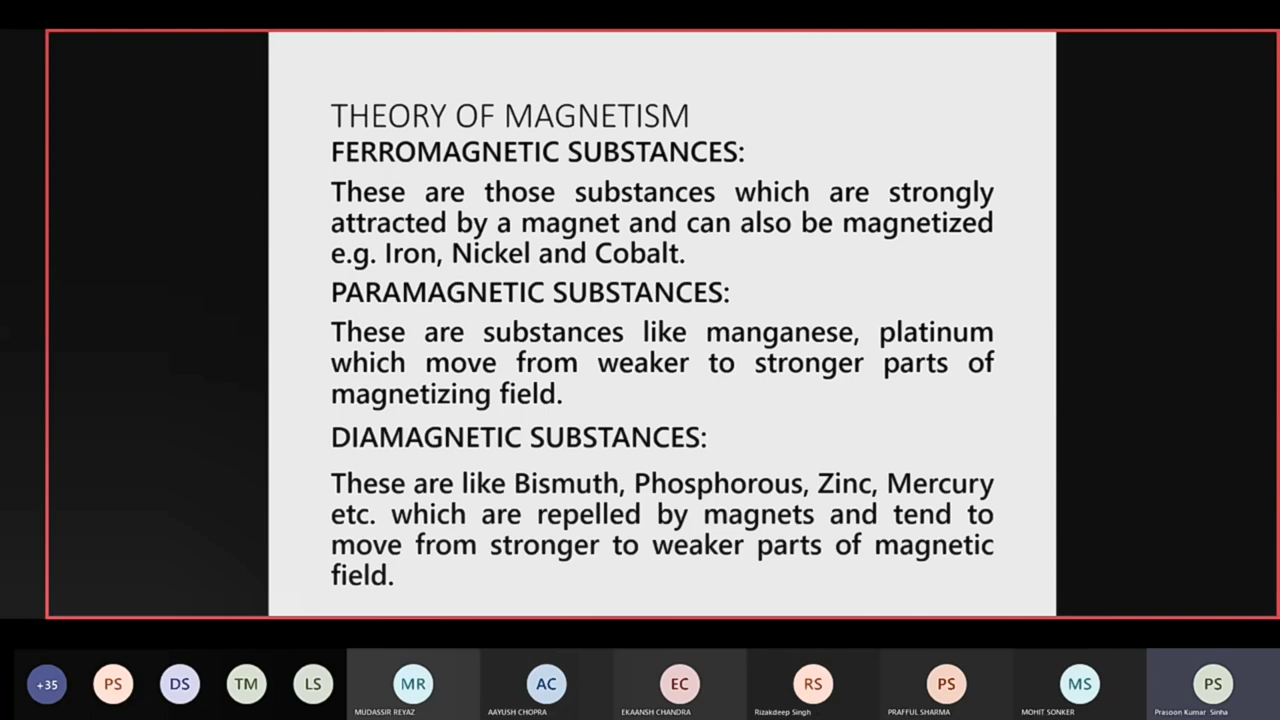 THEORY OF MAGNETISM
FERROMAGNETIC SUBSTANCES:
These are those substances which are strongly
attracted by a magnet and can also be magnetized
e.g. Iron, Nickel and Cobalt.
PARAMAGNETIC SUBSTANCES:
These are substances like manganese, platinum
which move from weaker to stronger parts of
magnetizing field.
DIAMAGNETIC SUBSTANCES:
These are like Bismuth, Phosphorous, Zinc, Mercury
etc. which are repelled by magnets and tend to
move from stronger to weaker parts of magnetic
field.
+35 PS DS TM LS MR AC EC RS PS MS PS
MUDASSIR REYAZ AAYUSH CHOPRA EKAANSH CHANDRA Rizakdeep Singh PRAFFUL SHARMA MOHIT SONKER Prasoon Kumar Sinha